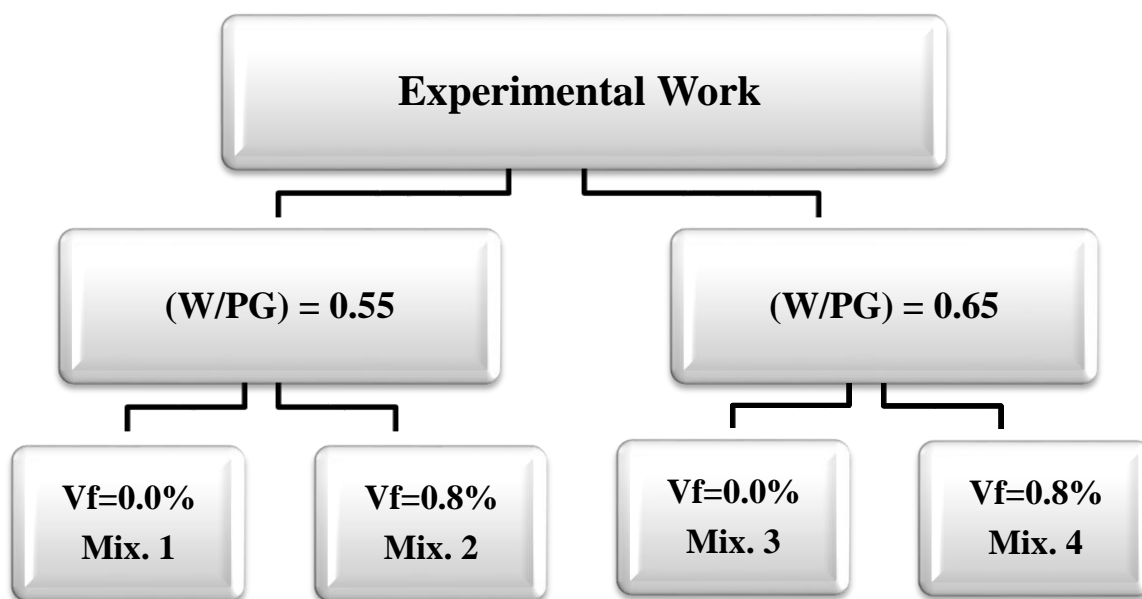 Experimental Work
(W/PG) = 0.55
(W/PG) = 0.65
Vf=0.0%
Mix. 1
Vf=0.8%
Mix. 2
Vf=0.0%
Mix. 3
Vf=0.8%
Mix. 4